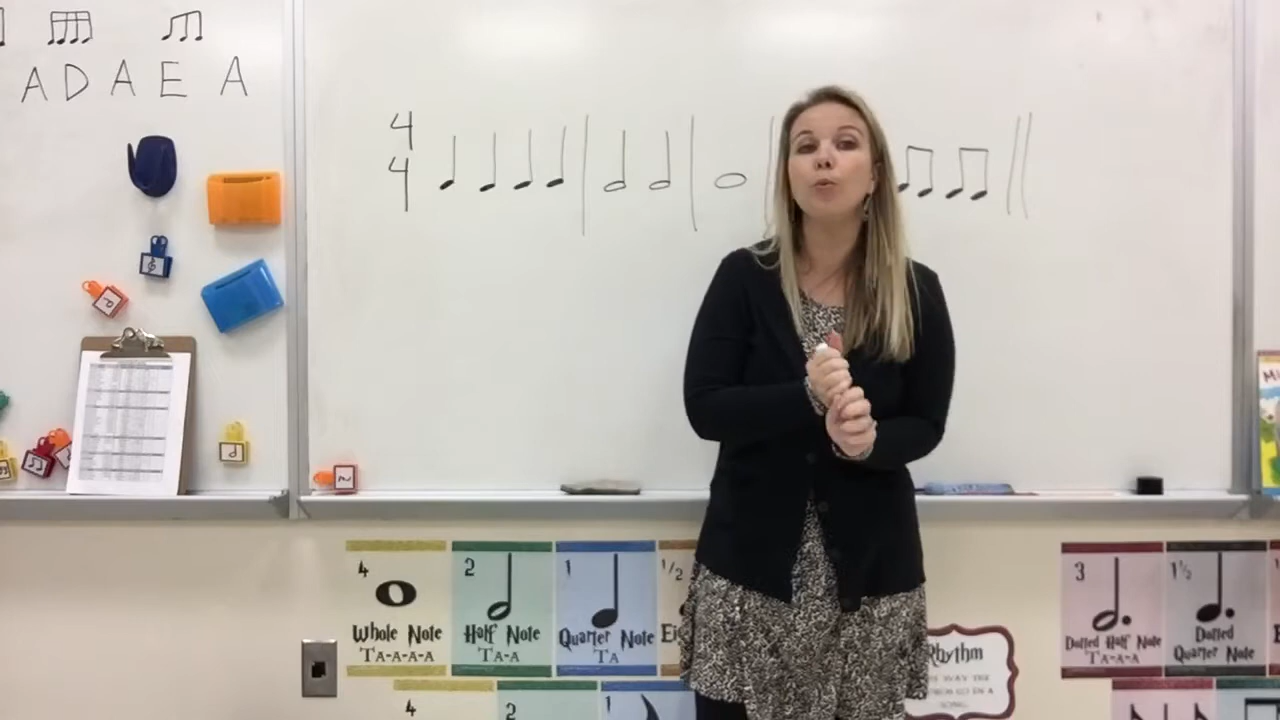 A D A E A
4
4
4
Whole Note
Ta-a-a-a
2
Half Note
Ta-a
1
Quarter Note
Ta
1/2
3
Dotted Half Note
Ta-a-a
1 1/2
Dotted
Quarter Note
Rhythm
4
2
1